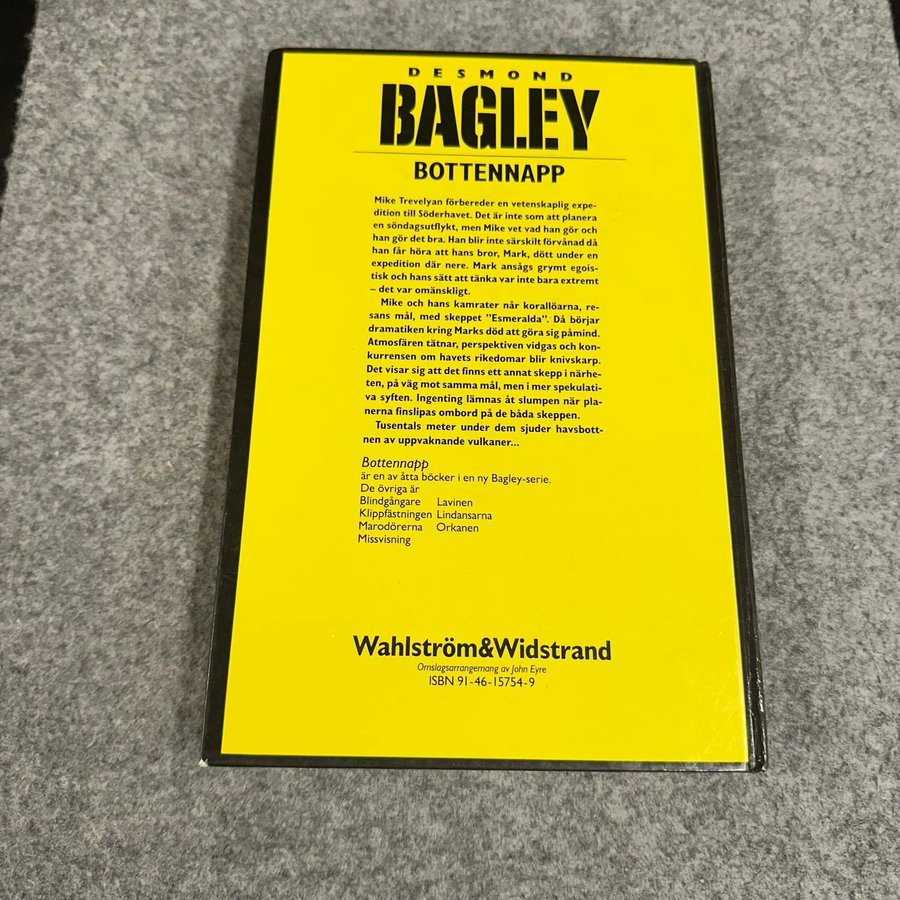 DESMOND
BAGLEY
BOTTENNAPP
Mike Trevelyan förbereder en vetenskaplig expe-
dition till Söderhavet. Det är inte som att planera
en söndagsutflykt, men Mike vet vad han gör och
han gör det bra. Han blir inte särskilt förvånad då
han får höra att hans bror, Mark, dött under en
expedition där nere. Mark ansågs grymt egois-
tisk och hans sätt att tänka var inte bara extremt
– det var omänskligt.
Mike och hans kamrater når korallöarna, re-
sans mål, med skeppet "Esmeralda". Då börjar
dramatiken kring Marks död att göra sig påmind.
Atmosfären tätnar, perspektiven vidgas och kon-
kurrensen om havets rikedomar blir knivskarp.
Det visar sig att det finns ett annat skepp i närhe-
ten, på väg mot samma mål, men i mer spekulati-
va syften. Ingenting lämnas åt slumpen när pla-
nerna finslipas ombord på de båda skeppen.
Tusentals meter under dem sjuder havsbott-
nen av uppvaknande vulkaner...
Bottennapp
är en av åtta böcker i en ny Bagley-serie.
De övriga är
Blindgångare Lavinen
Klippfästningen Lindansarna
Marodörerna Orkanen
Missvisning
Wahlström&Widstrand
Omslagsarrangemang av John Eyre
ISBN 91-46-15754-9